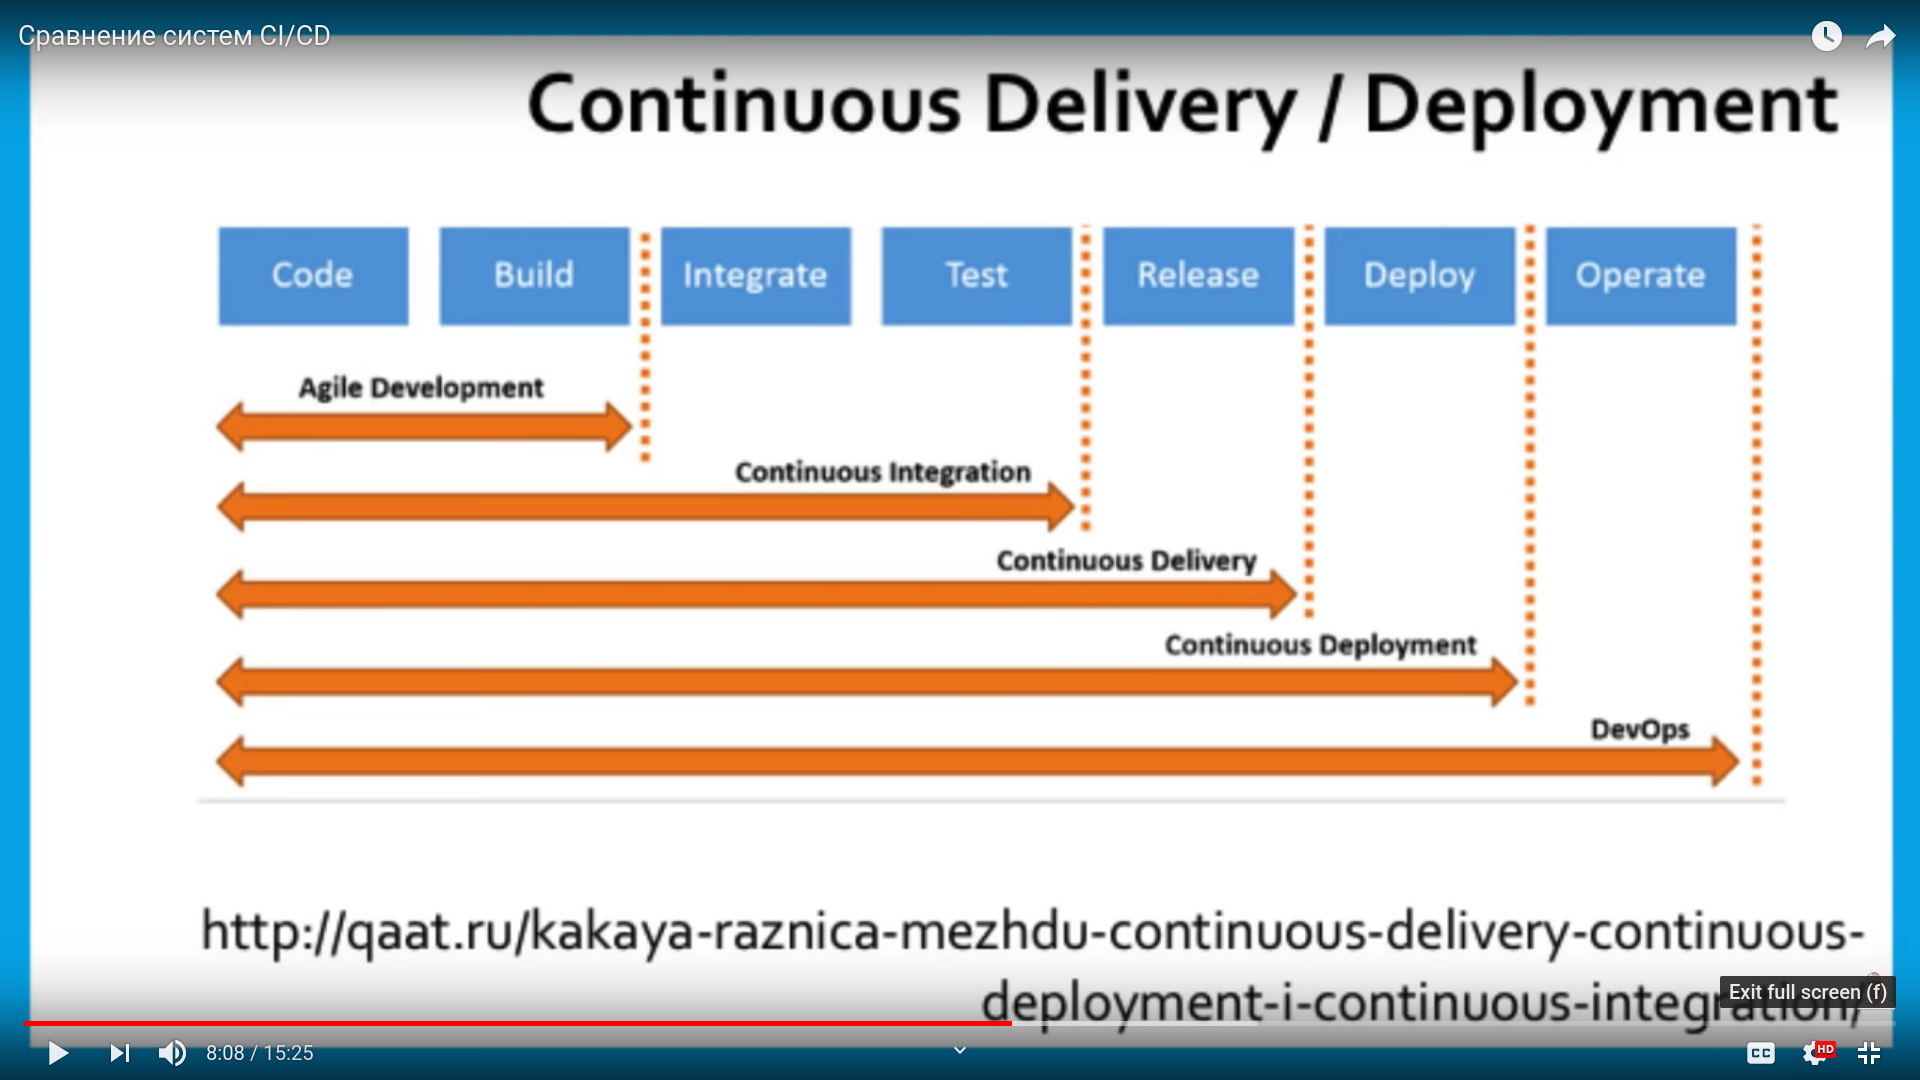 Сравнение систем CI/CD
Continuous Delivery / Deployment
Code Build Integrate Test Release Deploy Operate
Agile Development
Continuous Integration
Continuous Delivery
Continuous Deployment
DevOps
http://qaat.ru/kakaya-raznica-mezhdu-continuous-delivery-continuous-
deployment-i-continuous-integration/
Exit full screen (f)
8:08 / 15:25
CC HD